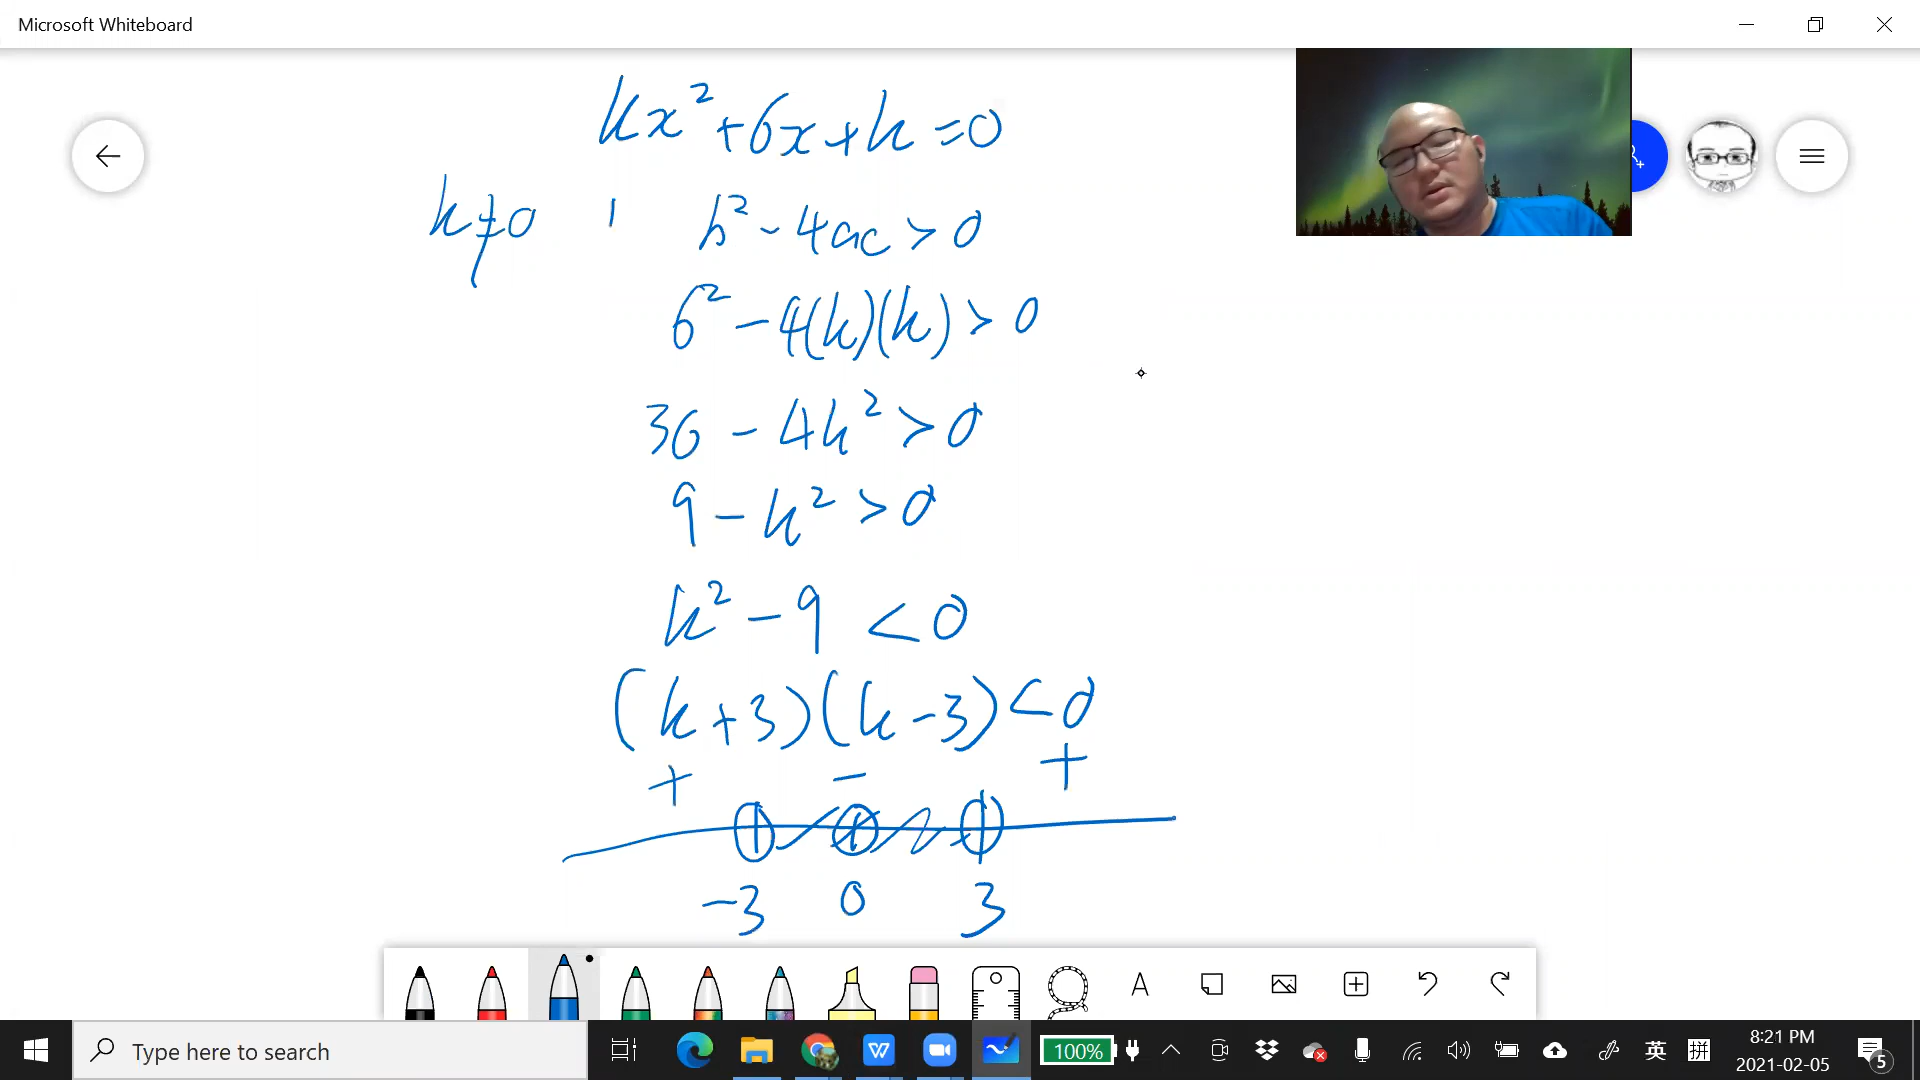 Microsoft Whiteboard
kx² + 6x + k = 0
k ≠ 0
b² - 4ac > 0
6² - 4(k)(k) > 0
36 - 4k² > 0
9 - k² > 0
k² - 9 < 0
(k+3)(k-3) < 0
+ - +
-3 0 3
A
Type here to search
W
100%
英
拼
8:21 PM
2021-02-05
5